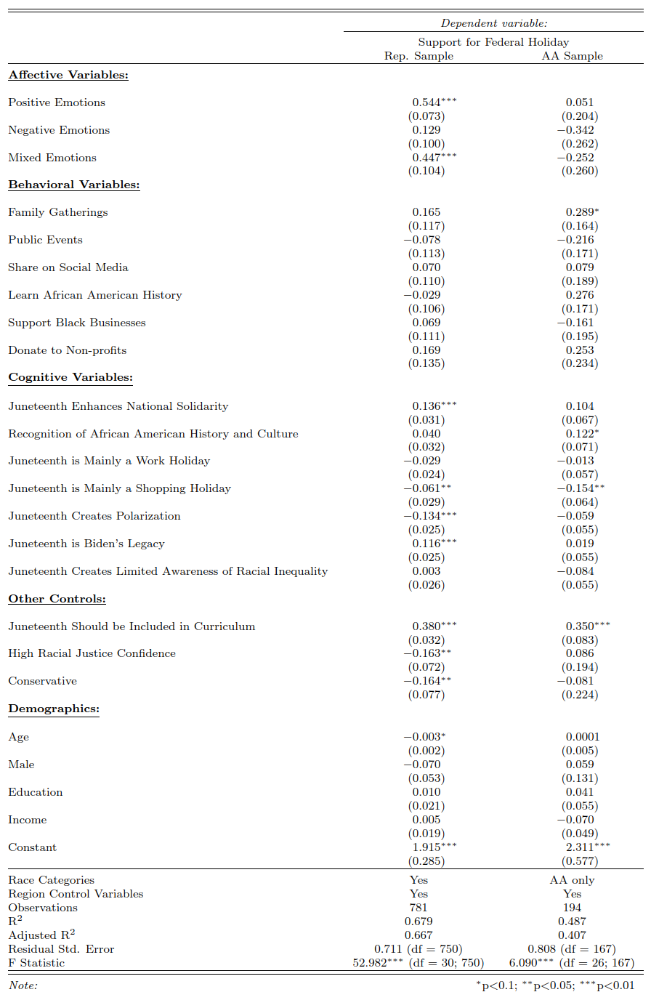 Dependent variable:
Support for Federal Holiday
Rep. Sample AA Sample
Affective Variables:
Positive Emotions 0.544*** 0.051
(0.073) (0.204)
Negative Emotions 0.129 −0.342
(0.100) (0.262)
Mixed Emotions 0.447*** −0.252
(0.104) (0.260)
Behavioral Variables:
Family Gatherings 0.165 0.289*
(0.117) (0.164)
Public Events −0.078 −0.216
(0.113) (0.171)
Share on Social Media 0.070 0.079
(0.110) (0.189)
Learn African American History −0.029 0.276
(0.106) (0.171)
Support Black Businesses 0.069 −0.161
(0.111) (0.195)
Donate to Non-profits 0.169 0.253
(0.135) (0.234)
Cognitive Variables:
Juneteenth Enhances National Solidarity 0.136*** 0.104
(0.031) (0.067)
Recognition of African American History and Culture 0.040 0.122*
(0.032) (0.071)
Juneteenth is Mainly a Work Holiday −0.029 −0.013
(0.024) (0.057)
Juneteenth is Mainly a Shopping Holiday −0.061** −0.154**
(0.029) (0.064)
Juneteenth Creates Polarization −0.134*** −0.059
(0.025) (0.055)
Juneteenth is Biden's Legacy 0.116*** 0.019
(0.025) (0.055)
Juneteenth Creates Limited Awareness of Racial Inequality 0.003 −0.084
(0.026) (0.055)
Other Controls:
Juneteenth Should be Included in Curriculum 0.380*** 0.350***
(0.032) (0.083)
High Racial Justice Confidence −0.163** 0.086
(0.072) (0.194)
Conservative −0.164** −0.081
(0.077) (0.224)
Demographics:
Age −0.003* 0.0001
(0.002) (0.005)
Male −0.070 0.059
(0.053) (0.131)
Education 0.010 0.041
(0.021) (0.055)
Income 0.005 −0.070
(0.019) (0.049)
Constant 1.915*** 2.311***
(0.285) (0.577)
Race Categories Yes AA only
Region Control Variables Yes Yes
Observations 781 194
R² 0.679 0.487
Adjusted R² 0.667 0.407
Residual Std. Error 0.711 (df = 750) 0.808 (df = 167)
F Statistic 52.982*** (df = 30; 750) 6.090*** (df = 26; 167)
Note: *p<0.1; **p<0.05; ***p<0.01